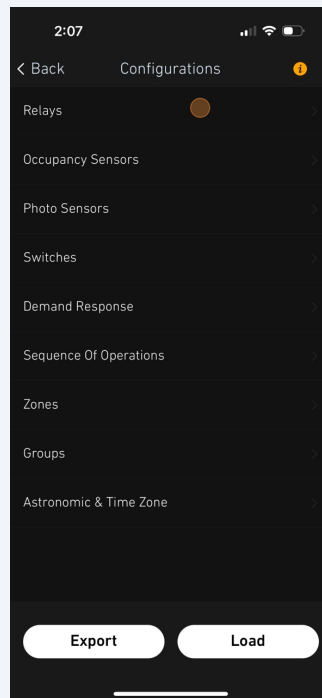 2:07
Back Configurations i
Relays
Occupancy Sensors
Photo Sensors
Switches
Demand Response
Sequence Of Operations
Zones
Groups
Astronomic & Time Zone
Export Load